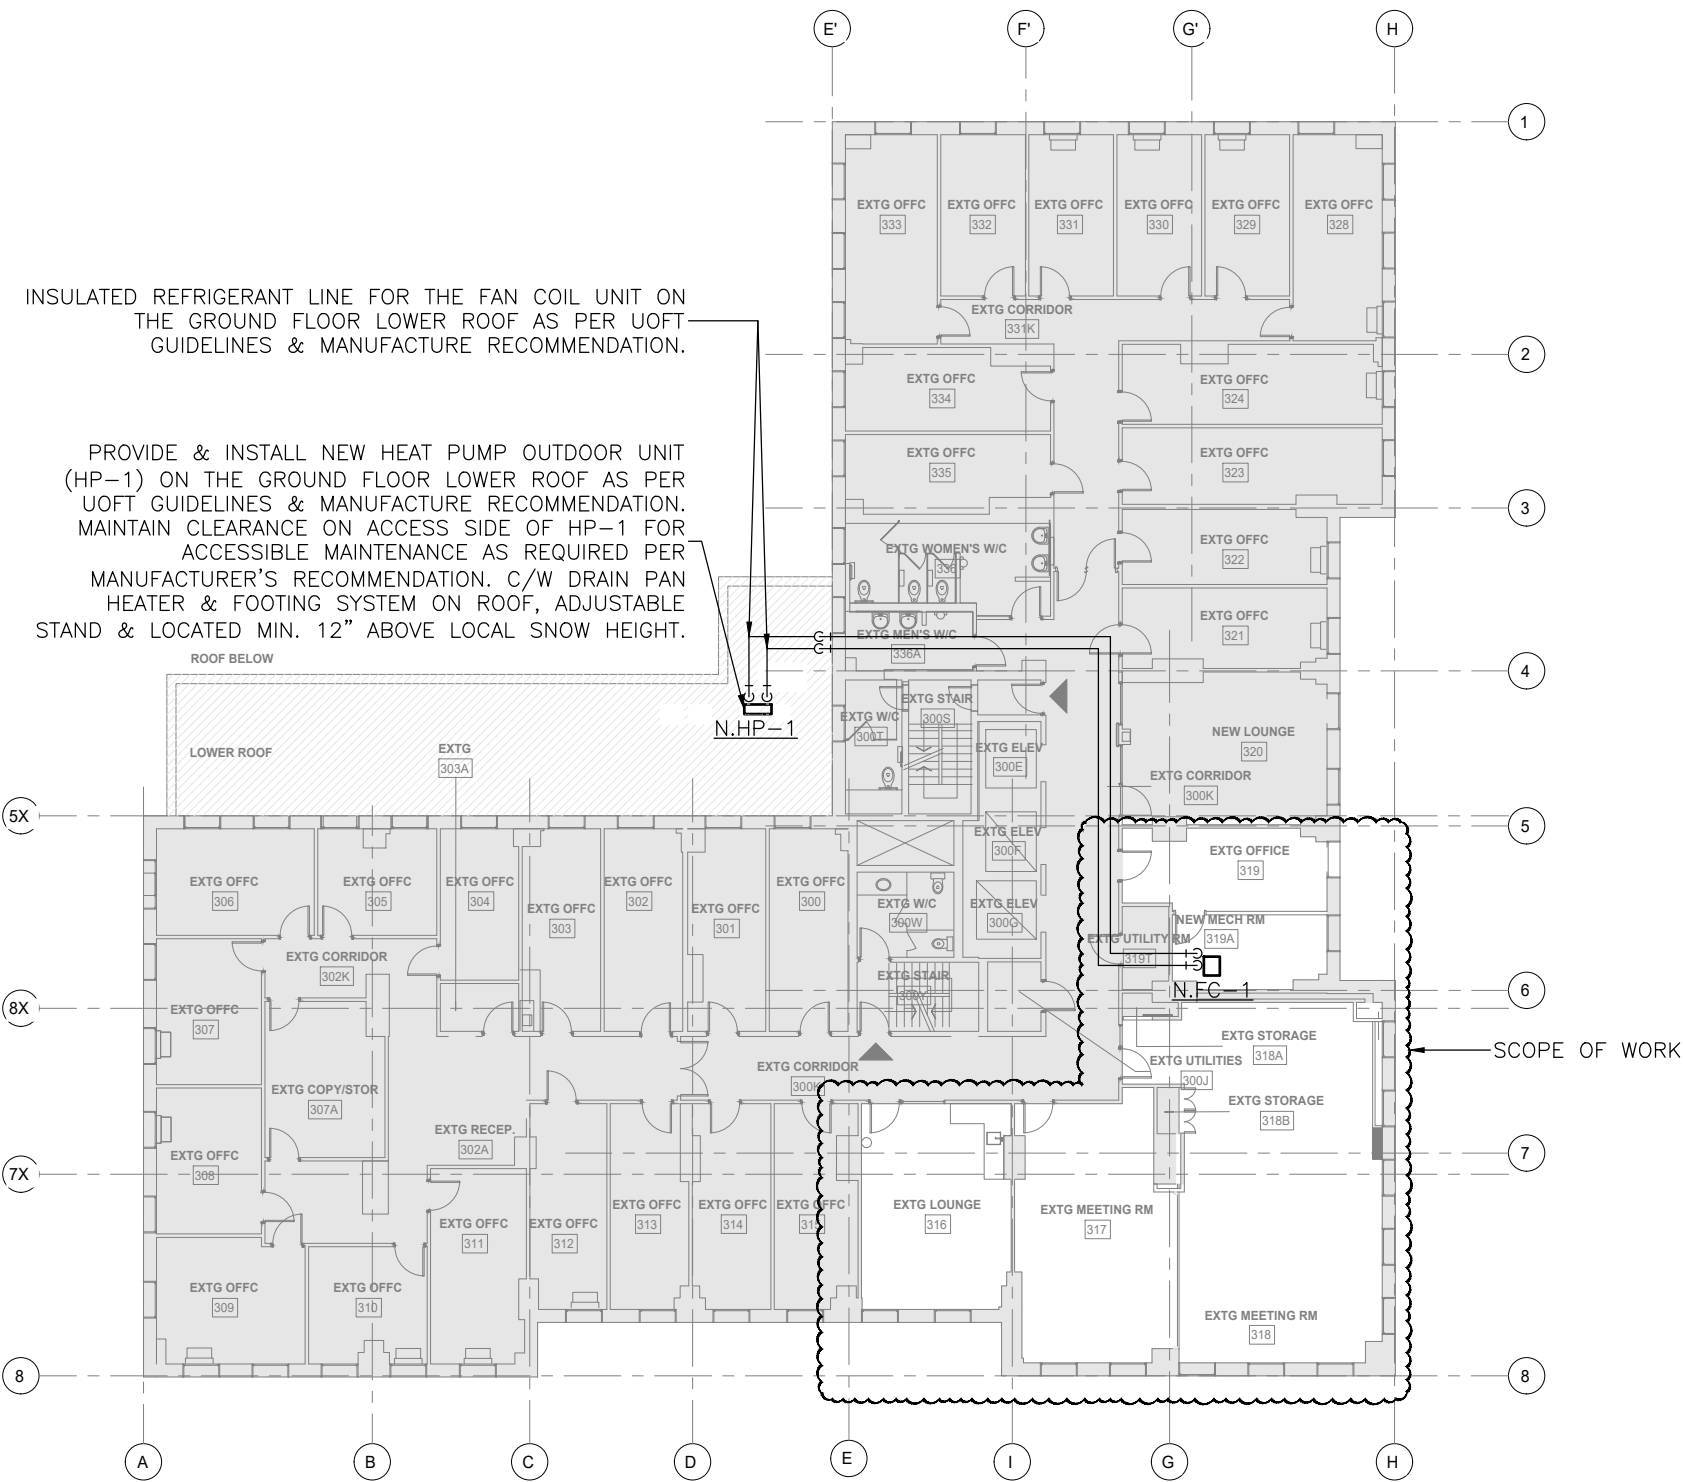 E'
F'
G'
H
1
EXTG OFFC
333
EXTG OFFC
332
EXTG OFFC
331
EXTG OFFC
330
EXTG OFFC
329
EXTG OFFC
328
INSULATED REFRIGERANT LINE FOR THE FAN COIL UNIT ON
THE GROUND FLOOR LOWER ROOF AS PER UOFT
GUIDELINES & MANUFACTURE RECOMMENDATION.
EXTG CORRIDOR
331K
2
EXTG OFFC
334
EXTG OFFC
324
PROVIDE & INSTALL NEW HEAT PUMP OUTDOOR UNIT
(HP-1) ON THE GROUND FLOOR LOWER ROOF AS PER
UOFT GUIDELINES & MANUFACTURE RECOMMENDATION.
MAINTAIN CLEARANCE ON ACCESS SIDE OF HP-1 FOR
ACCESSIBLE MAINTENANCE AS REQUIRED PER
MANUFACTURER'S RECOMMENDATION. C/W DRAIN PAN
HEATER & FOOTING SYSTEM ON ROOF, ADJUSTABLE
STAND & LOCATED MIN. 12" ABOVE LOCAL SNOW HEIGHT.
EXTG OFFC
335
EXTG OFFC
323
3
EXTG WOMEN'S W/C
EXTG OFFC
322
EXTG MEN'S W/C
336A
EXTG OFFC
321
ROOF BELOW
4
N.HP-1
EXTG W/C
300T
EXTG STAIR
300S
EXTG ELEV
300E
NEW LOUNGE
320
LOWER ROOF
EXTG
303A
EXTG CORRIDOR
300K
5X
5
EXTG ELEV
300F
EXTG OFFICE
319
EXTG OFFC
306
EXTG OFFC
305
EXTG OFFC
304
EXTG OFFC
303
EXTG OFFC
302
EXTG OFFC
301
EXTG OFFC
300
EXTG W/C
300W
EXTG ELEV
300G
NEW MECH RM
319A
EXTG UTILITY RM
319T
EXTG CORRIDOR
302K
EXTG STAIR
300Y
N.FC-1
6
8X
EXTG OFFC
307
EXTG STORAGE
318A
SCOPE OF WORK
EXTG CORRIDOR
300K
EXTG UTILITIES
300J
EXTG COPY/STOR
307A
EXTG STORAGE
318B
EXTG RECEP.
302A
7
EXTG OFFC
308
7X
EXTG OFFC
311
EXTG OFFC
312
EXTG OFFC
313
EXTG OFFC
314
EXTG OFFC
315
EXTG LOUNGE
316
EXTG MEETING RM
317
EXTG OFFC
309
EXTG OFFC
310
EXTG MEETING RM
318
8
8
A
B
C
D
E
I
G
H